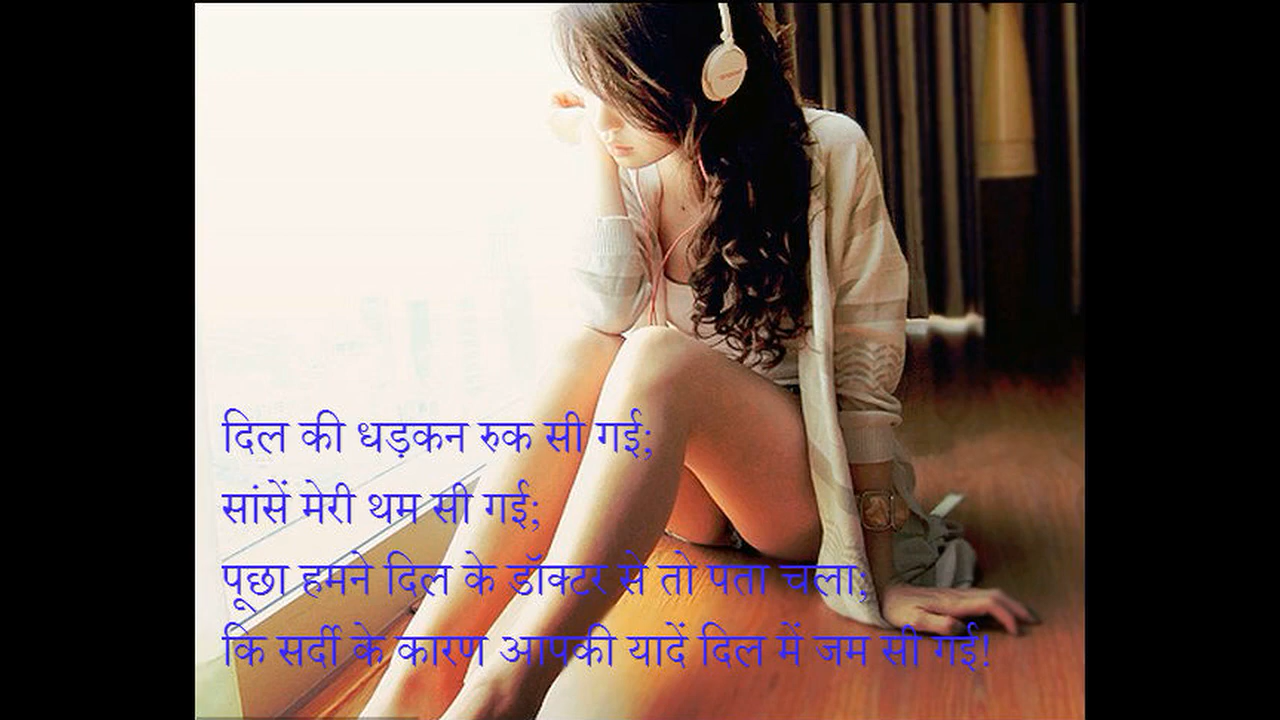 दिल की धड़कन रुक सी गई;
सांसें मेरी थम सी गई;
पूछा हमने दिल के डॉक्टर से तो पता चला;
कि सर्दी के कारण आपकी यादें दिल में जम सी गई!